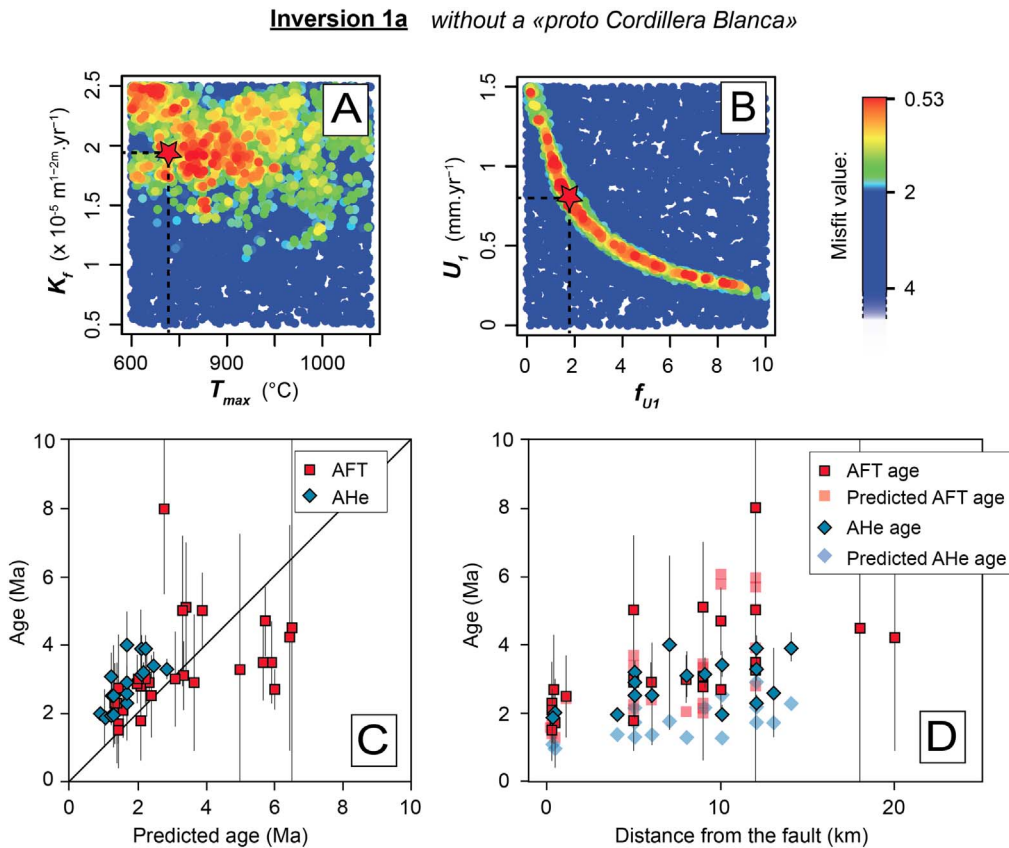 Inversion 1a without a «proto Cordillera Blanca»
A
B
2.5
2
1.5
1
0.5
K_f (x 10⁻⁵ m^{1−2m}.yr⁻¹)
600 900 1000
T_max (°C)
1.5
1
0.5
0
U_1 (mm.yr⁻¹)
0 2 4 6 8 10
f_U1
Misfit value:
0.53
2
4
10
8
6
4
2
0
Age (Ma)
AFT
AHe
C
0 2 4 6 8 10
Predicted age (Ma)
10
8
6
4
2
0
Age (Ma)
AFT age
Predicted AFT age
AHe age
Predicted AHe age
D
0 10 20
Distance from the fault (km)